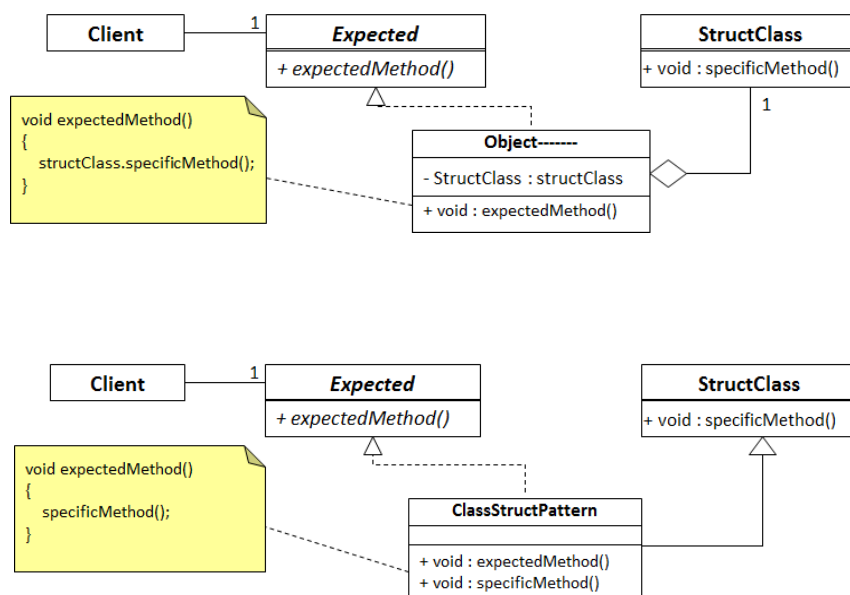 Client
1
Expected
+ expectedMethod()
StructClass
+ void : specificMethod()
1
void expectedMethod()
{
structClass.specificMethod();
}
Object-------
- StructClass : structClass
+ void : expectedMethod()
Client
1
Expected
+ expectedMethod()
StructClass
+ void : specificMethod()
void expectedMethod()
{
specificMethod();
}
ClassStructPattern
+ void : expectedMethod()
+ void : specificMethod()